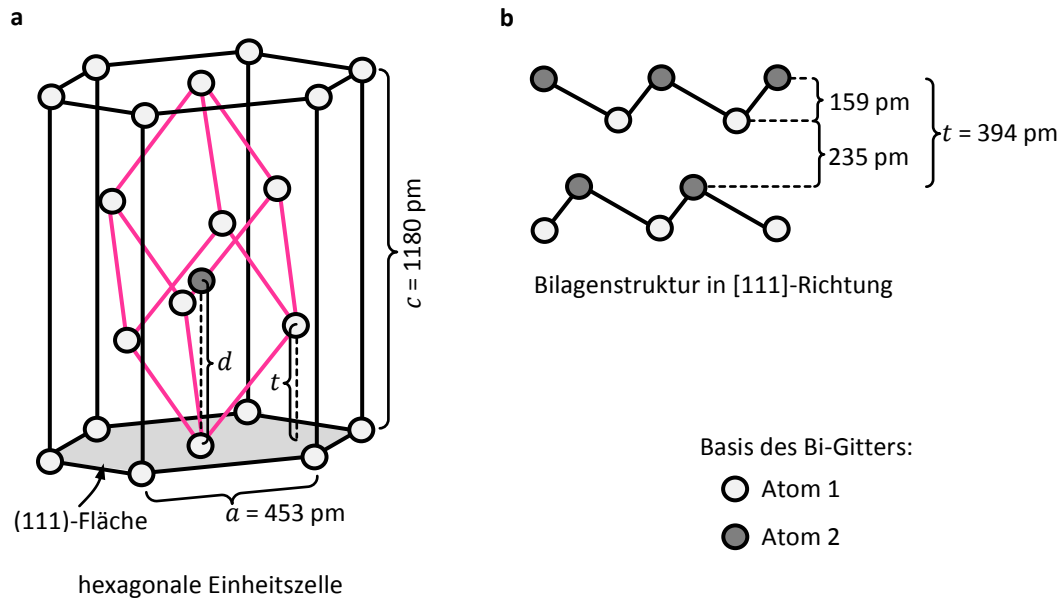 a
c = 1180 pm
d
t
a = 453 pm
(111)-Fläche
hexagonale Einheitszelle
b
159 pm
235 pm
t = 394 pm
Bilagenstruktur in [111]-Richtung
Basis des Bi-Gitters:
Atom 1
Atom 2